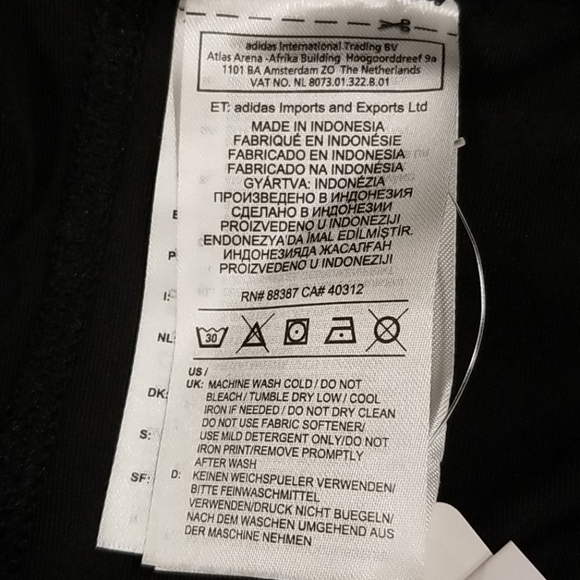 adidas International Trading BV
Atlas Arena -Afrika Building Hoogoorddreef 9a
1101 BA Amsterdam ZO The Netherlands
VAT NO. NL 8073.01.322.B.01
ET: adidas Imports and Exports Ltd
MADE IN INDONESIA
FABRIQUÉ EN INDONÉSIE
FABRICADO EN INDONESIA
FABRICADO NA INDONÉSIA
GYÁRTVA: INDONÉZIA
ПРОИЗВЕДЕНО В ИНДОНЕЗИЯ
СДЕЛАНО В ИНДОНЕЗИИ
PROIZVEDENO U INDONEZIJI
ENDONEZYA'DA İMAL EDİLMİŞTİR.
ИНДОНЕЗИЯДА ЖАСАЛҒАН
PROIZVEDENO U INDONEZIJI
RN# 88387 CA# 40312
30
US /
UK: MACHINE WASH COLD / DO NOT
BLEACH / TUMBLE DRY LOW / COOL
IRON IF NEEDED / DO NOT DRY CLEAN
DO NOT USE FABRIC SOFTENER/
USE MILD DETERGENT ONLY/DO NOT
IRON PRINT/REMOVE PROMPTLY
AFTER WASH
D: KEINEN WEICHSPUELER VERWENDEN/
BITTE FEINWASCHMITTEL
VERWENDEN/DRUCK NICHT BUEGELN/
NACH DEM WASCHEN UMGEHEND AUS
DER MASCHINE NEHMEN
I:
NL
DK:
S:
SF: